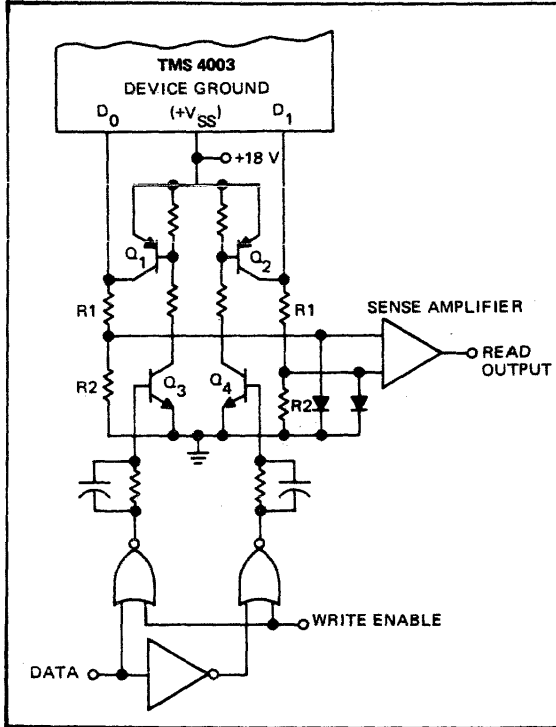 TMS 4003
DEVICE GROUND
D0 (+VSS) D1
+18 V
Q1 Q2
R1 R1
SENSE AMPLIFIER
READ
OUTPUT
R2 Q3 Q4 R2
WRITE ENABLE
DATA